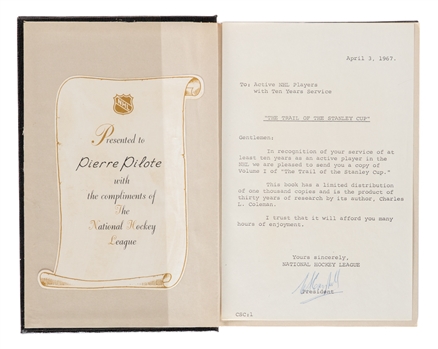 NHL
Presented to
Pierre Pilote
with
the compliments of
The
National Hockey
League
April 3, 1967.
To: Active NHL Players
with Ten Years Service
"THE TRAIL OF THE STANLEY CUP"
Gentlemen:
In recognition of your service of at
least ten years as an active player in the
NHL we are pleased to send you a copy of
Volume I of "The Trail of the Stanley Cup."
This book has a limited distribution
of one thousand copies and is the product of
thirty years of research by its author, Charles
L. Coleman.
I trust that it will afford you many
hours of enjoyment.
Yours sincerely,
NATIONAL HOCKEY LEAGUE
President
CSC:l